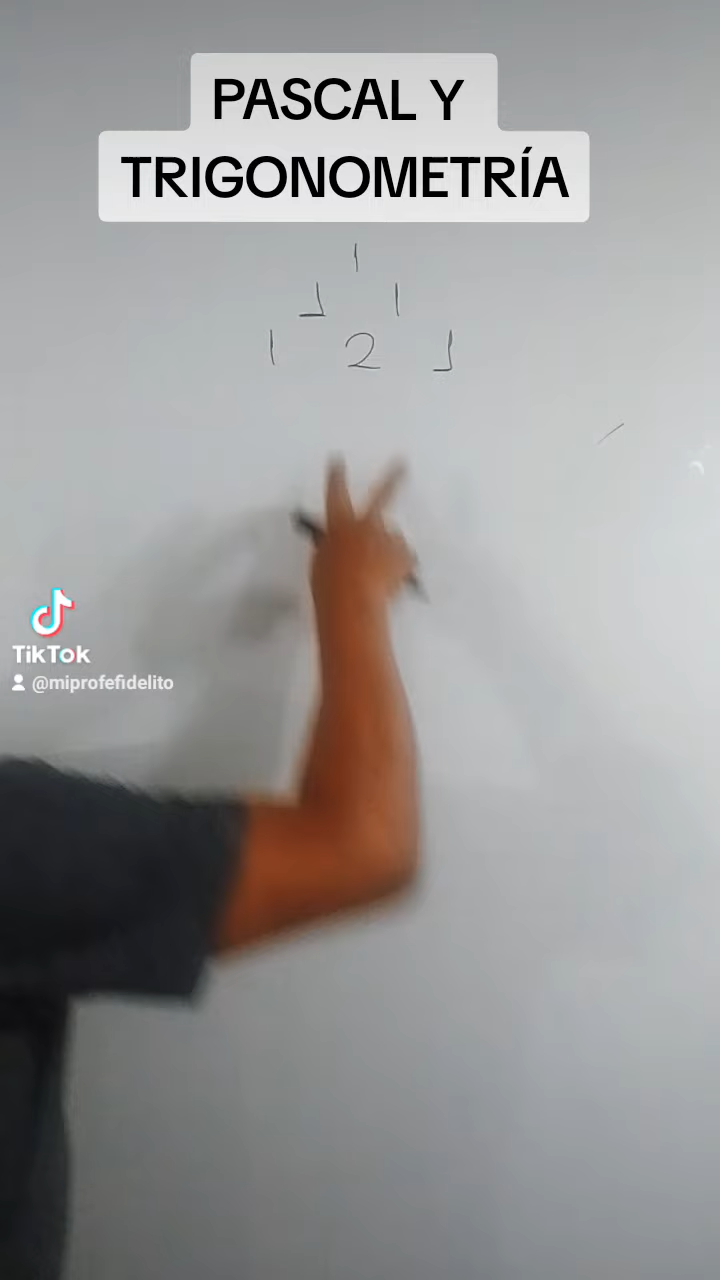 PASCAL Y
TRIGONOMETRÍA
1
1 1
1 2 1
TikTok
@miprofefidelito